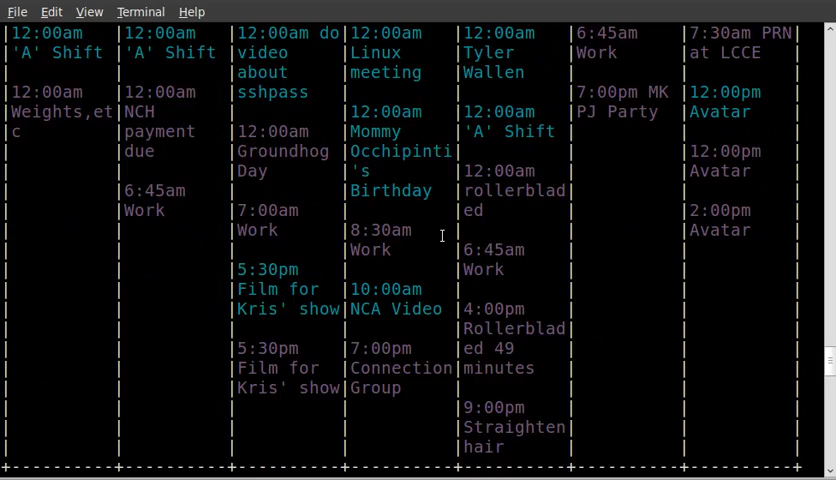 File Edit View Terminal Help
12:00am
'A' Shift
12:00am
Weights,et
c
12:00am
'A' Shift
12:00am
NCH
payment
due
6:45am
Work
12:00am do
video
about
sshpass
12:00am
Groundhog
Day
7:00am
Work
5:30pm
Film for
Kris' show
5:30pm
Film for
Kris' show
12:00am
Linux
meeting
12:00am
Mommy
Occhipinti
's
Birthday
8:30am
Work
10:00am
NCA Video
7:00pm
Connection
Group
12:00am
Tyler
Wallen
12:00am
'A' Shift
12:00am
rollerblad
ed
6:45am
Work
4:00pm
Rollerblad
ed 49
minutes
9:00pm
Straighten
hair
6:45am
Work
7:00pm MK
PJ Party
7:30am PRN
at LCCE
12:00pm
Avatar
12:00pm
Avatar
2:00pm
Avatar